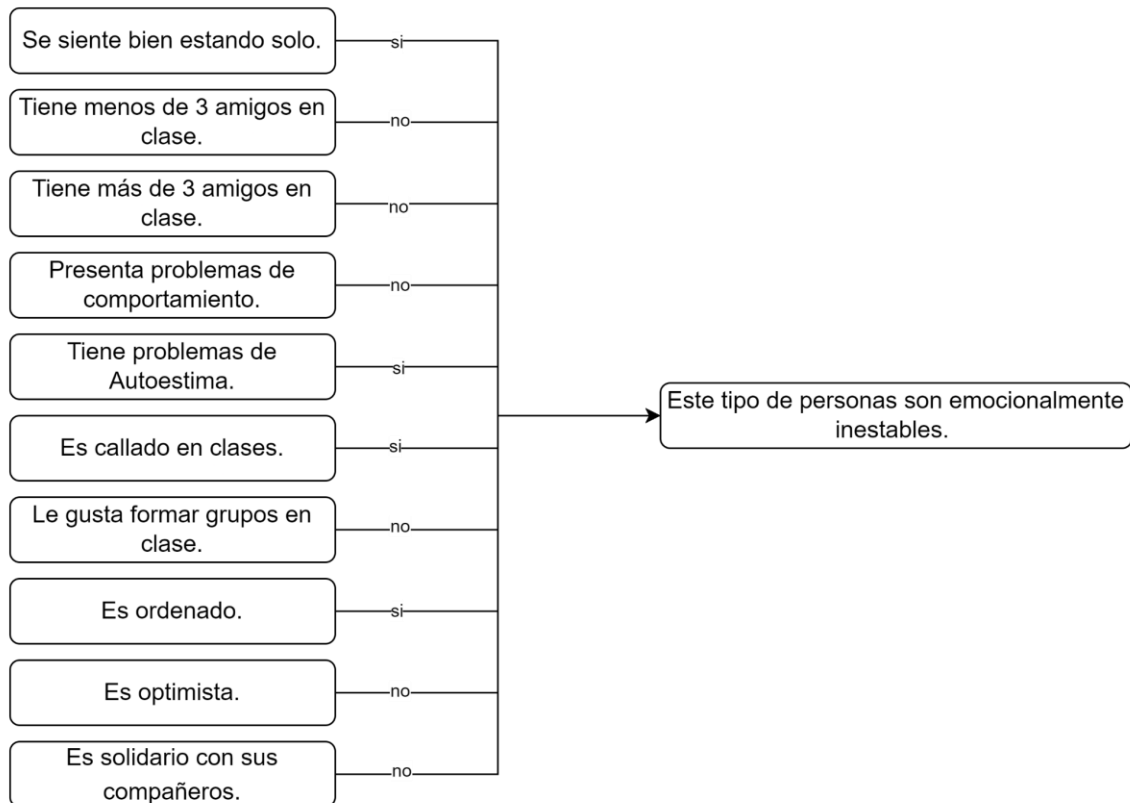 Se siente bien estando solo.
si
Tiene menos de 3 amigos en
clase.
no
Tiene más de 3 amigos en
clase.
no
Presenta problemas de
comportamiento.
no
Tiene problemas de
Autoestima.
si
Es callado en clases.
si
Le gusta formar grupos en
clase.
no
Es ordenado.
si
Es optimista.
no
Es solidario con sus
compañeros.
no
Este tipo de personas son emocionalmente
inestables.